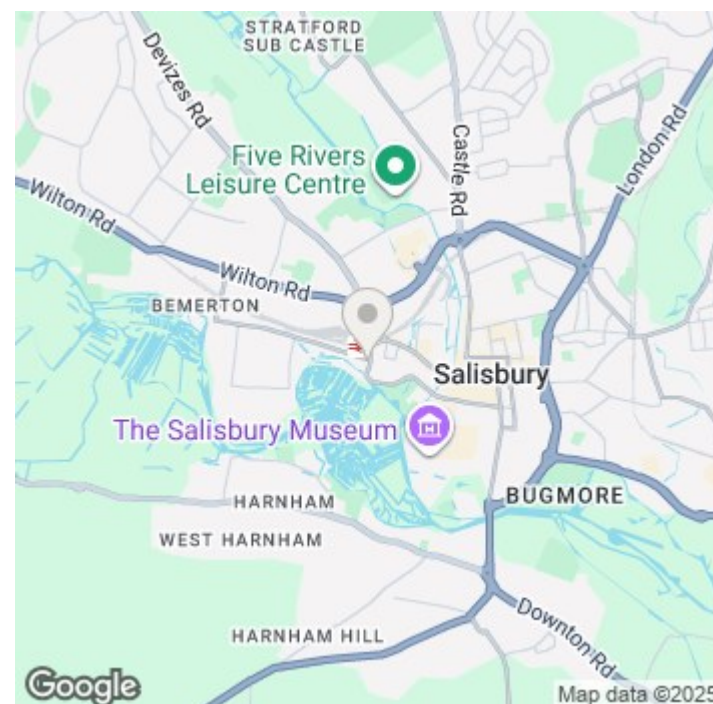 STRATFORD
SUB CASTLE
Devizes Rd
Castle Rd
London Rd
Five Rivers
Leisure Centre
Wilton Rd
Wilton Rd
BEMERTON
Salisbury
The Salisbury Museum
HARNHAM
BUGMORE
WEST HARNHAM
Downton Rd
HARNHAM HILL
Google
Map data ©2025